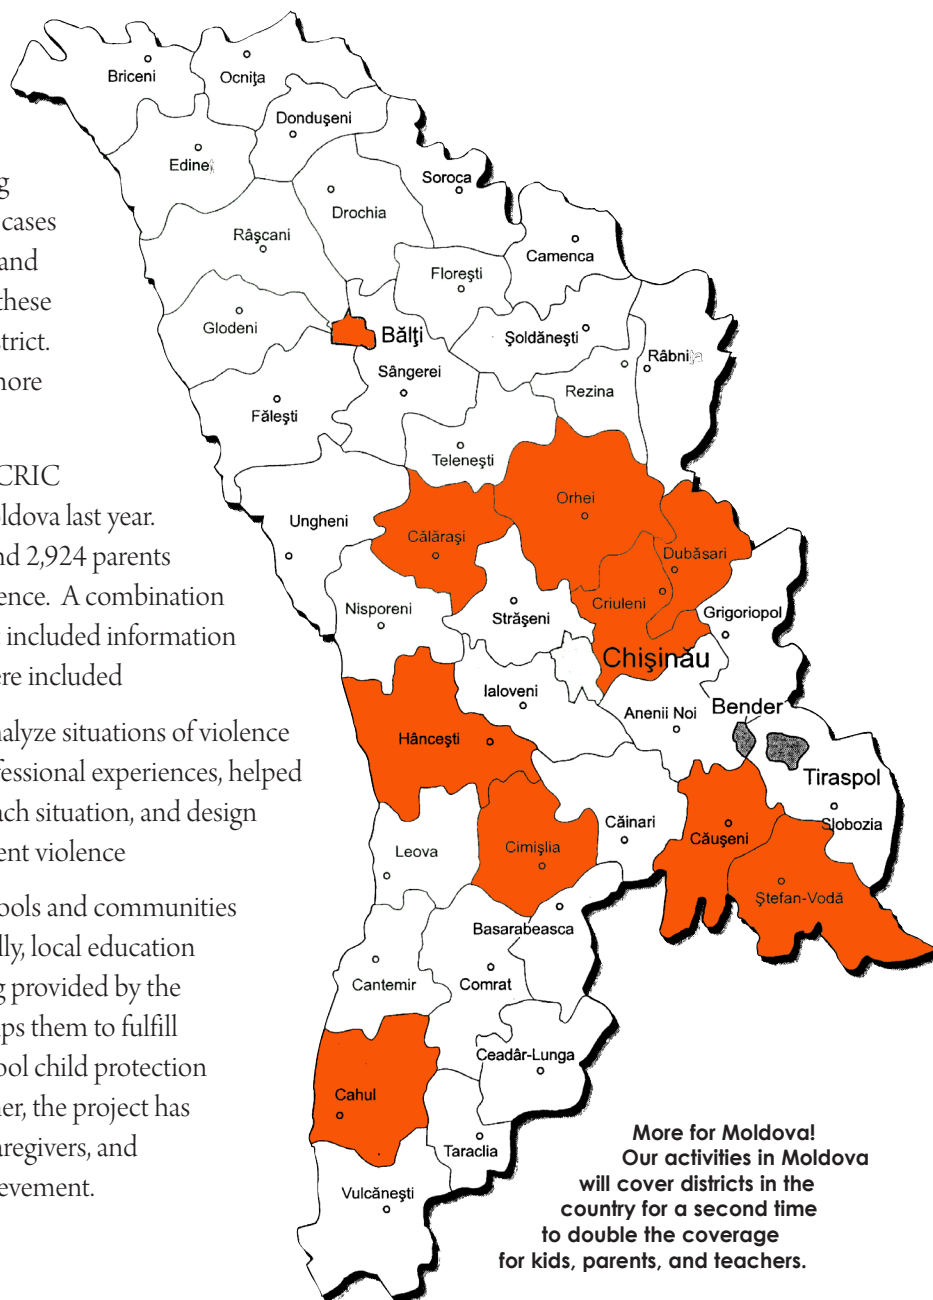 g
cases
and
these
strict.
more
CRIC
oldova last year.
nd 2,924 parents
ence. A combination
t included information
ere included
nalyze situations of violence
fessional experiences, helped
ach situation, and design
ent violence
ools and communities
lly, local education
g provided by the
ps them to fulfill
ool child protection
her, the project has
aregivers, and
evement.
Briceni
Ocniţa
Donduşeni
Edineţ
Soroca
Drochia
Râşcani
Camenca
Floreşti
Glodeni
Bălţi
Şoldăneşti
Râbniţa
Sângerei
Rezina
Făleşti
Teleneşti
Orhei
Ungheni
Călăraşi
Dubăsari
Criuleni
Nisporeni
Străşeni
Grigoriopol
Chişinău
Ialoveni
Anenii Noi
Bender
Hânceşti
Tiraspol
Căinari
Căuşeni
Slobozia
Leova
Cimişlia
Ştefan-Vodă
Basarabeasca
Cantemir
Comrat
Ceadâr-Lunga
Cahul
Taraclia
Vulcăneşti
More for Moldova!
Our activities in Moldova
will cover districts in the
country for a second time
to double the coverage
for kids, parents, and teachers.